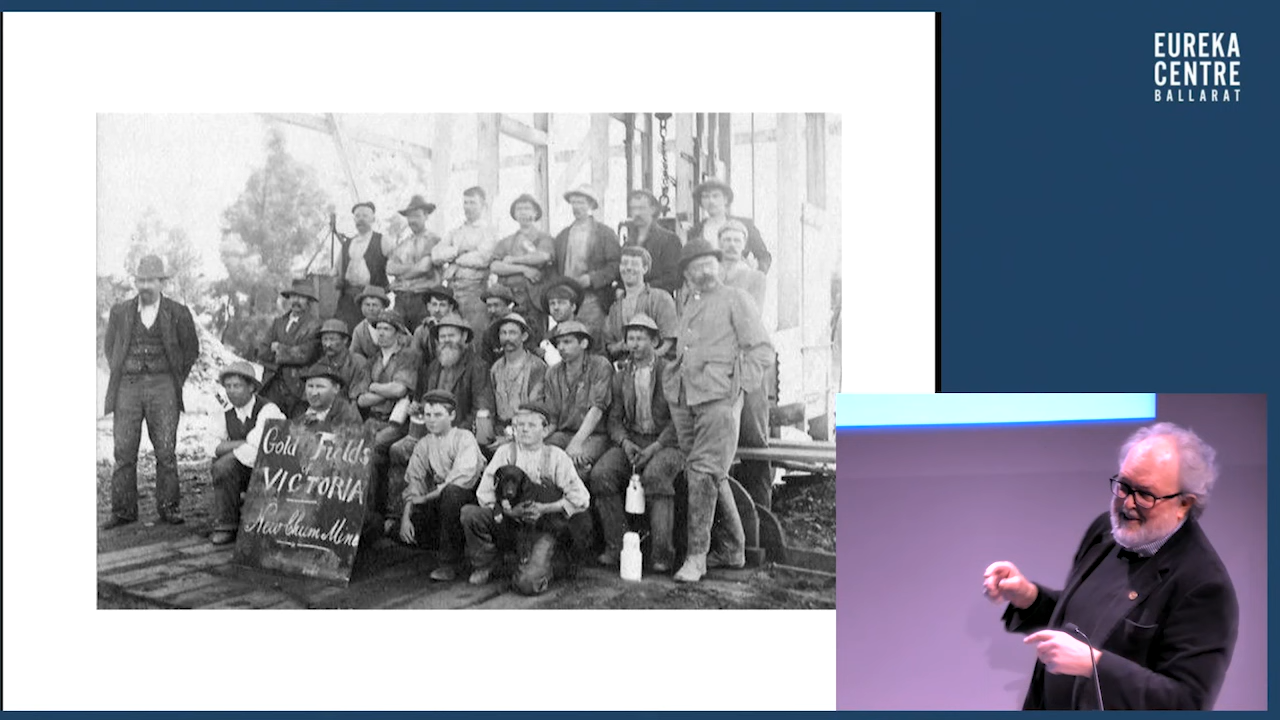 EUREKA
CENTRE
BALLARAT
Gold Fields
of
VICTORIA
New Chum Mine